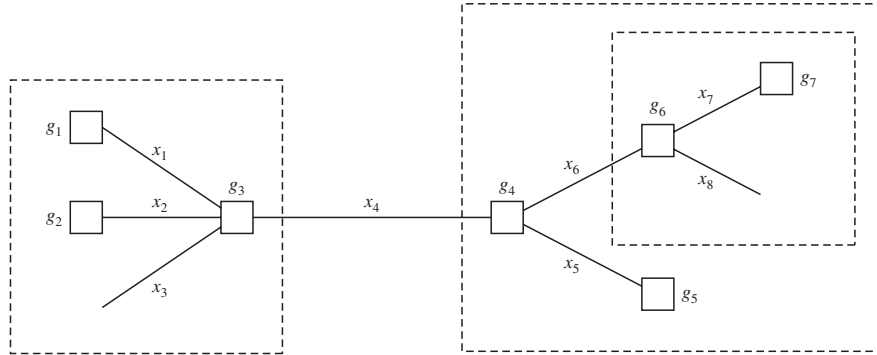 g₇
x₇
g₆
g₁
x₁
x₆
x₈
g₃
g₄
g₂
x₂
x₄
x₃
x₅
g₅